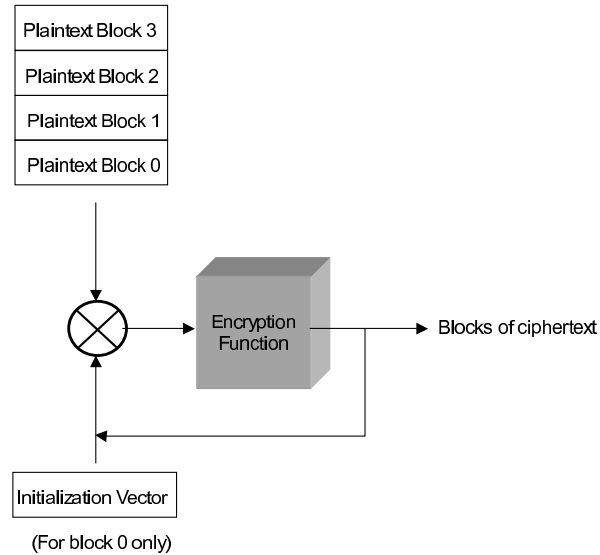 Plaintext Block 3
Plaintext Block 2
Plaintext Block 1
Plaintext Block 0
Encryption
Function
Blocks of ciphertext
Initialization Vector
(For block 0 only)